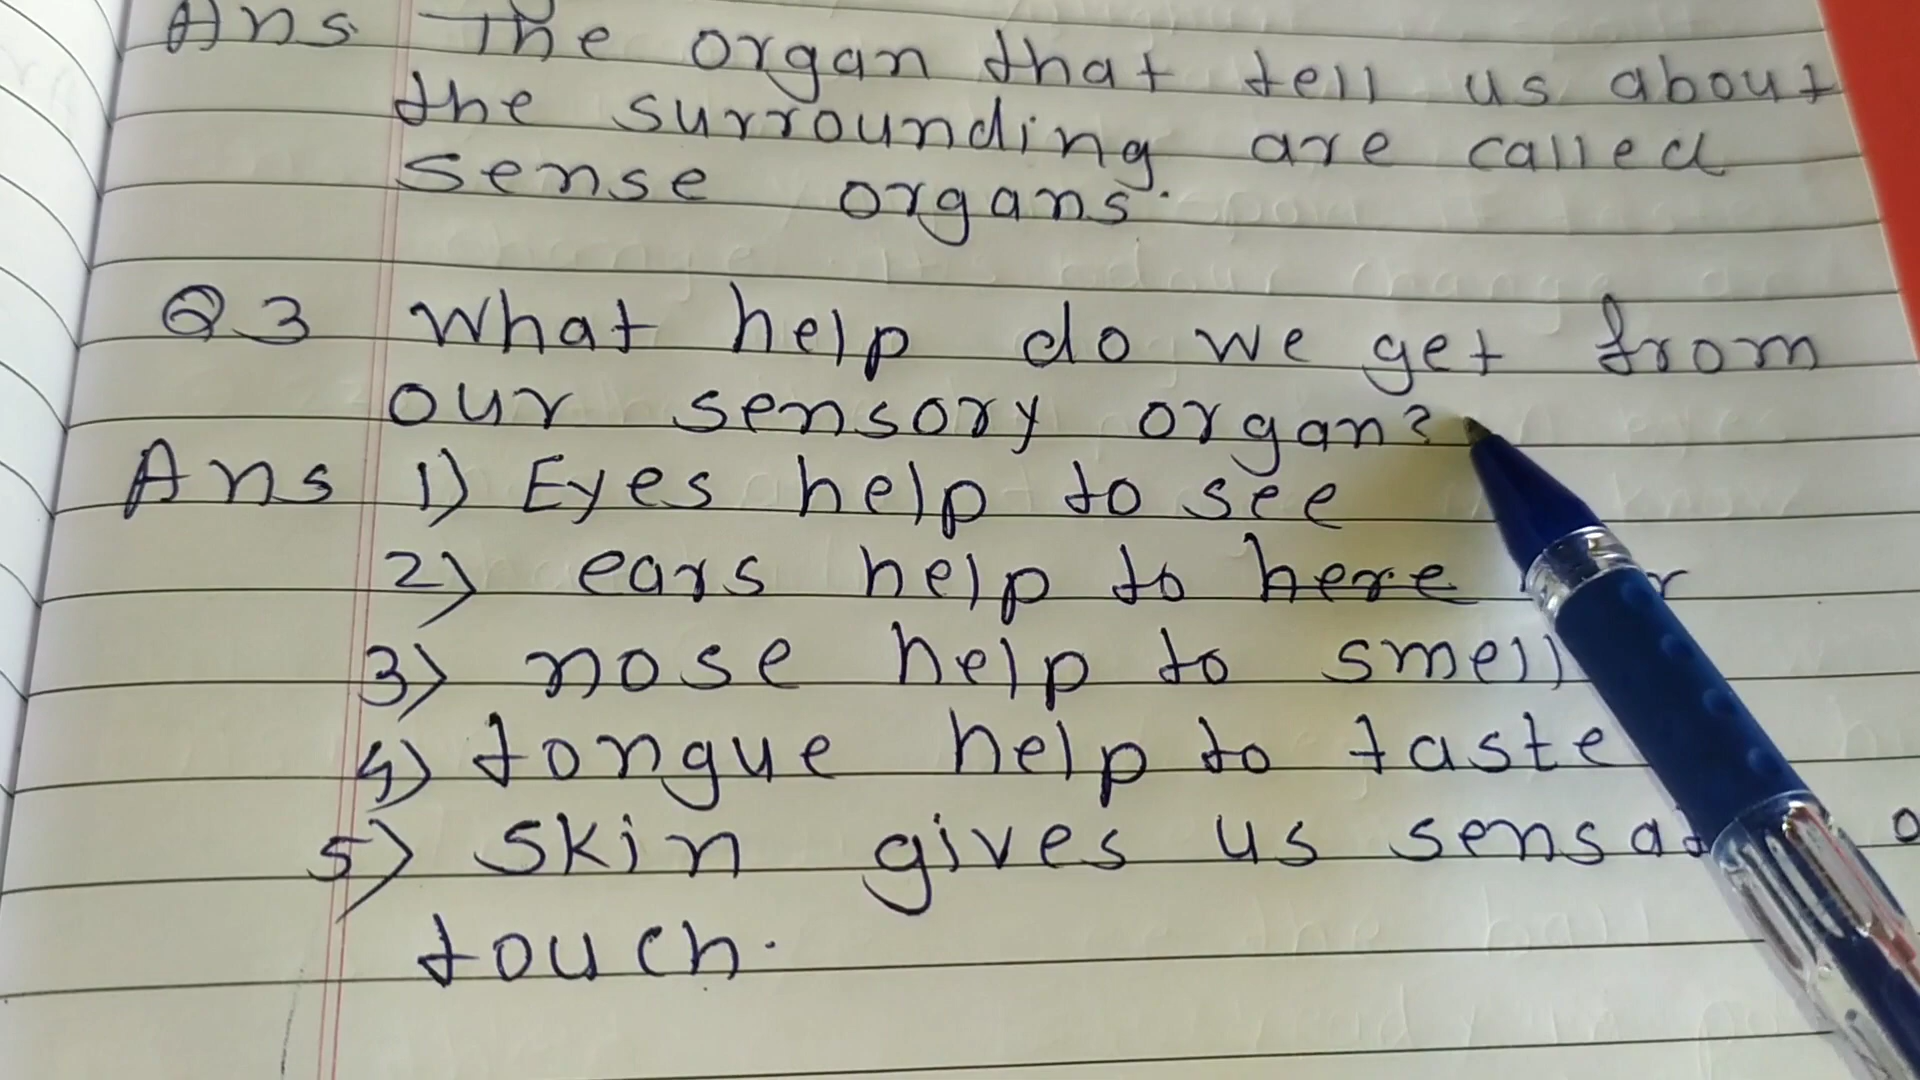 Ans. The organ that tell us about
the surrounding are called
sense organs.
Q3 What help do we get from
our sensory organ?
Ans 1) Eyes help to see
2) ears help to here
3) nose help to smell
4) tongue help to taste
5) skin gives us
touch.